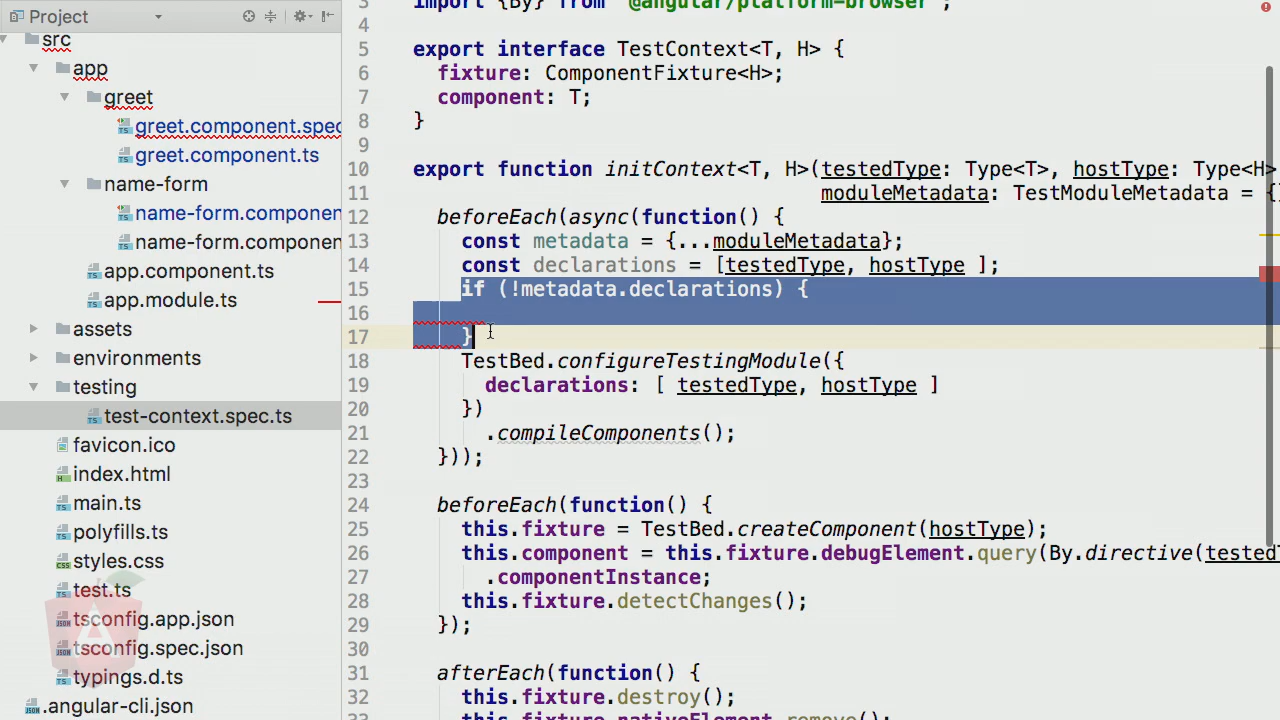 Project
src
app
greet
greet.component.spec
greet.component.ts
name-form
name-form.componen
name-form.componen
app.component.ts
app.module.ts
assets
environments
testing
test-context.spec.ts
favicon.ico
index.html
main.ts
polyfills.ts
styles.css
test.ts
tsconfig.app.json
tsconfig.spec.json
typings.d.ts
.angular-cli.json
3 import {By} from "@angular/platform-browser";
4
5 export interface TestContext<T, H> {
6 fixture: ComponentFixture<H>;
7 component: T;
8 }
9
10 export function initContext<T, H>(testedType: Type<T>, hostType: Type<H>
11 moduleMetadata: TestModuleMetadata = {}
12 beforeEach(async(function() {
13 const metadata = {...moduleMetadata};
14 const declarations = [testedType, hostType ];
15 if (!metadata.declarations) {
16
17 }
18 TestBed.configureTestingModule({
19 declarations: [ testedType, hostType ]
20 })
21 .compileComponents();
22 }));
23
24 beforeEach(function() {
25 this.fixture = TestBed.createComponent(hostType);
26 this.component = this.fixture.debugElement.query(By.directive(testedT
27 .componentInstance;
28 this.fixture.detectChanges();
29 });
30
31 afterEach(function() {
32 this.fixture.destroy();
33 this.fixture.nativeElement.remove();